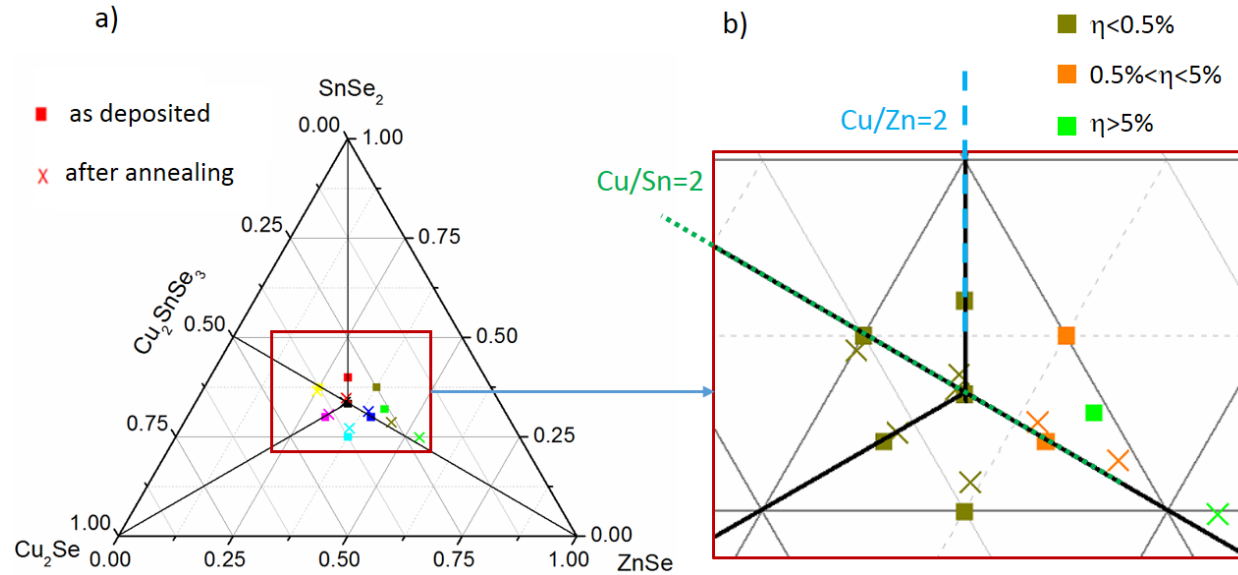 a)
b)
as deposited
after annealing
SnSe₂
0.00 1.00
0.25 0.75
Cu₂SnSe₃
0.50 0.50
0.75 0.25
1.00 0.00
Cu₂Se 0.00 0.25 0.50 0.75 1.00 ZnSe
η<0.5%
0.5%<η<5%
η>5%
Cu/Zn=2
Cu/Sn=2